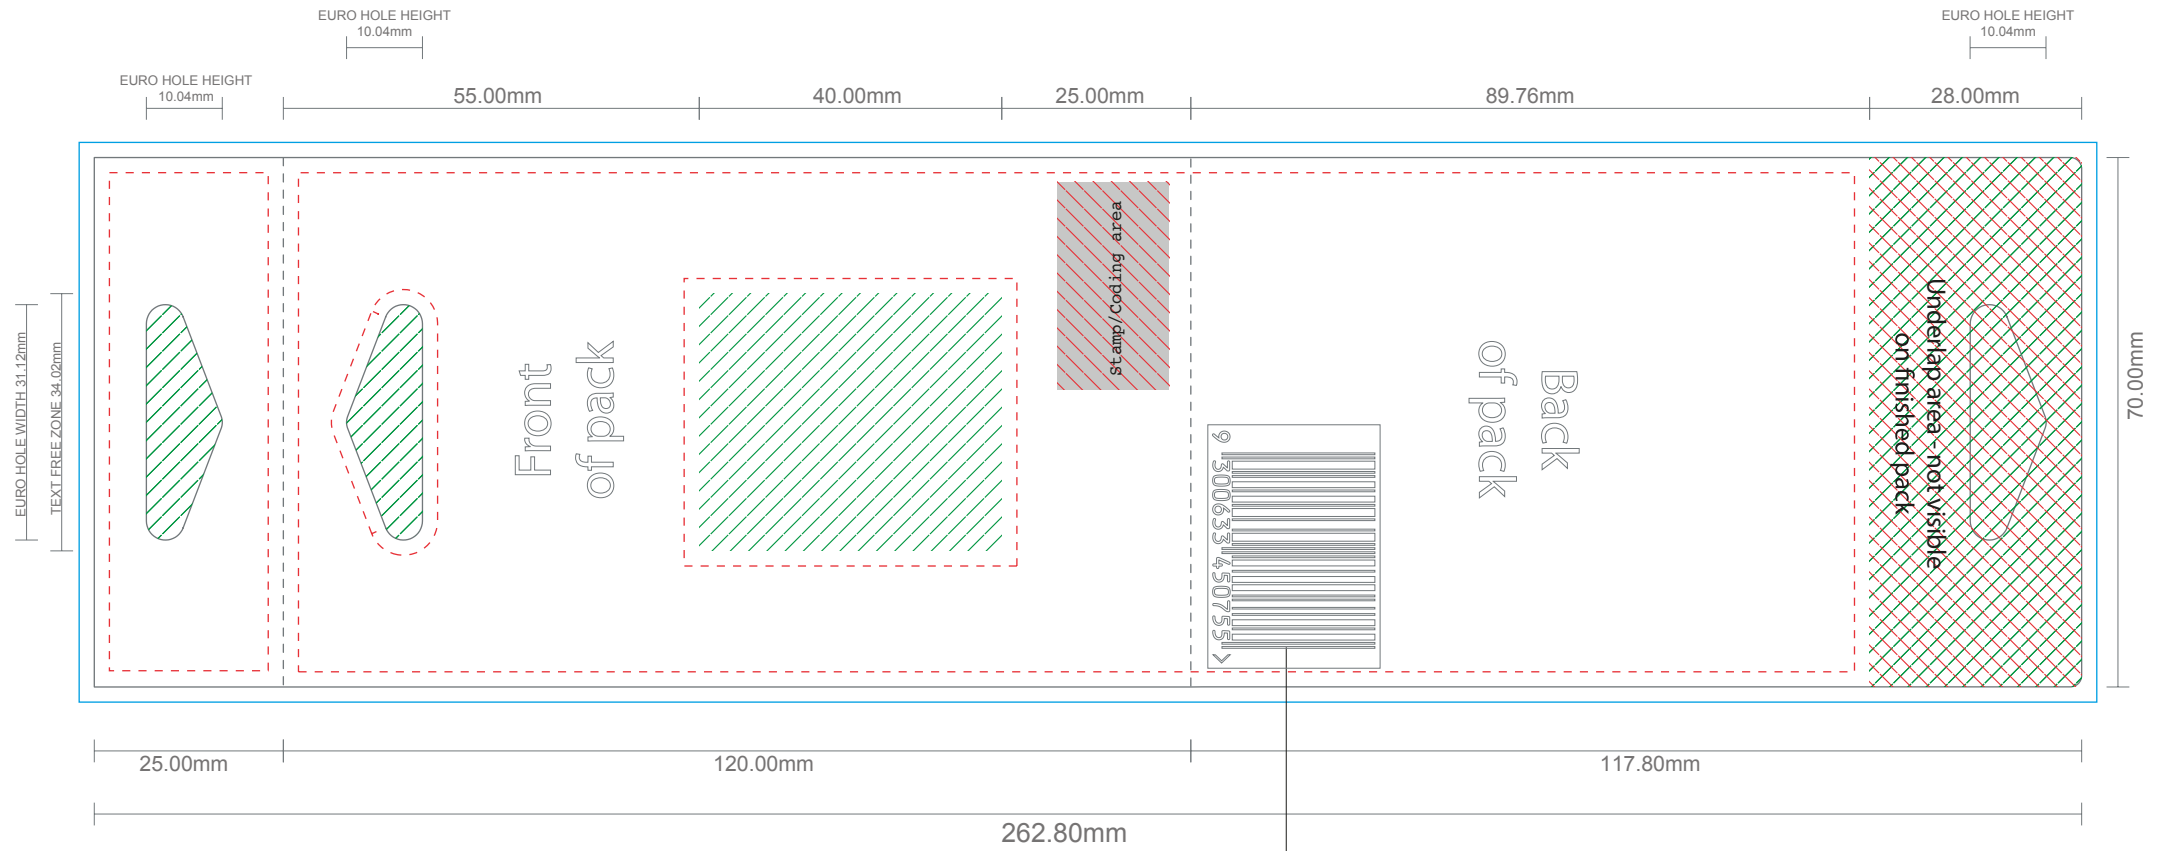 EURO HOLE HEIGHT
10.04mm
EURO HOLE HEIGHT
10.04mm
EURO HOLE HEIGHT
10.04mm
55.00mm
40.00mm
25.00mm
89.76mm
28.00mm
EURO HOLE WIDTH 31.12mm
TEXT FREE ZONE 34.02mm
Front
of pack
Stamp/Coding area
9 300633 450755 >
Back
of pack
Underlap area - not visible
on finished pack
70.00mm
25.00mm
120.00mm
117.80mm
262.80mm